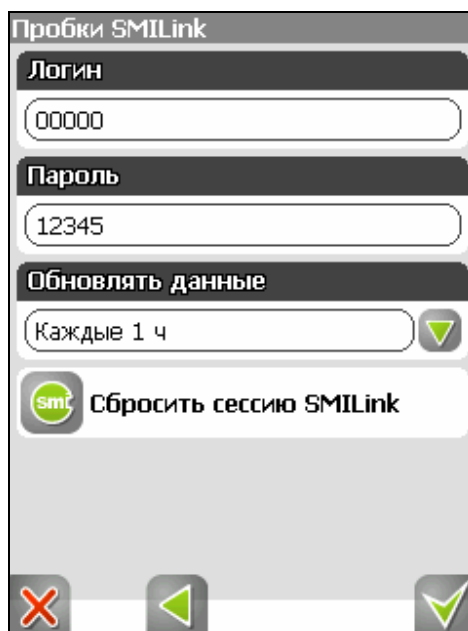 Пробки SMILink
Логин
00000
Пароль
12345
Обновлять данные
Каждые 1 ч
smi
Сбросить сессию SMILink